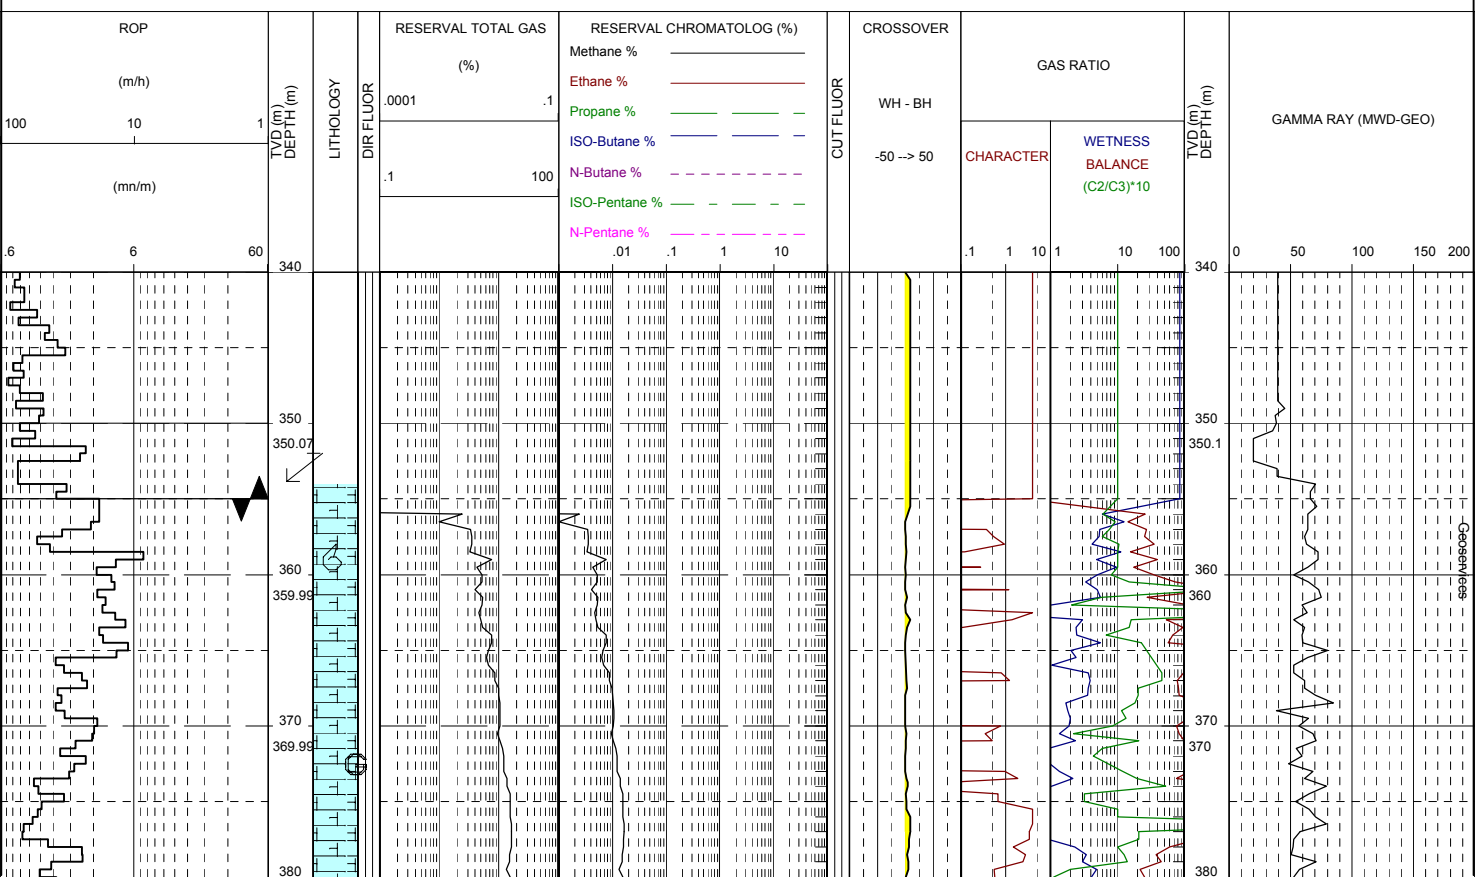 ROP
(m/h)
100 10 1
(mn/m)
.6 6 60
TVD (m)
DEPTH (m)
LITHOLOGY
DIR FLUOR
RESERVAL TOTAL GAS
(%)
.0001 .1
.1 100
RESERVAL CHROMATOLOG (%)
Methane %
Ethane %
Propane %
ISO-Butane %
N-Butane %
ISO-Pentane %
N-Pentane %
.01 .1 1 10
CUT FLUOR
CROSSOVER
WH - BH
-50 --> 50
GAS RATIO
CHARACTER
.1 1 10
WETNESS
BALANCE
(C2/C3)*10
1 10 100
TVD (m)
DEPTH (m)
GAMMA RAY (MWD-GEO)
0 50 100 150 200
340 340
350 350
350.07 350.1
360 360
359.99 360
370 370
369.99 370
G
380 380
Geoservices